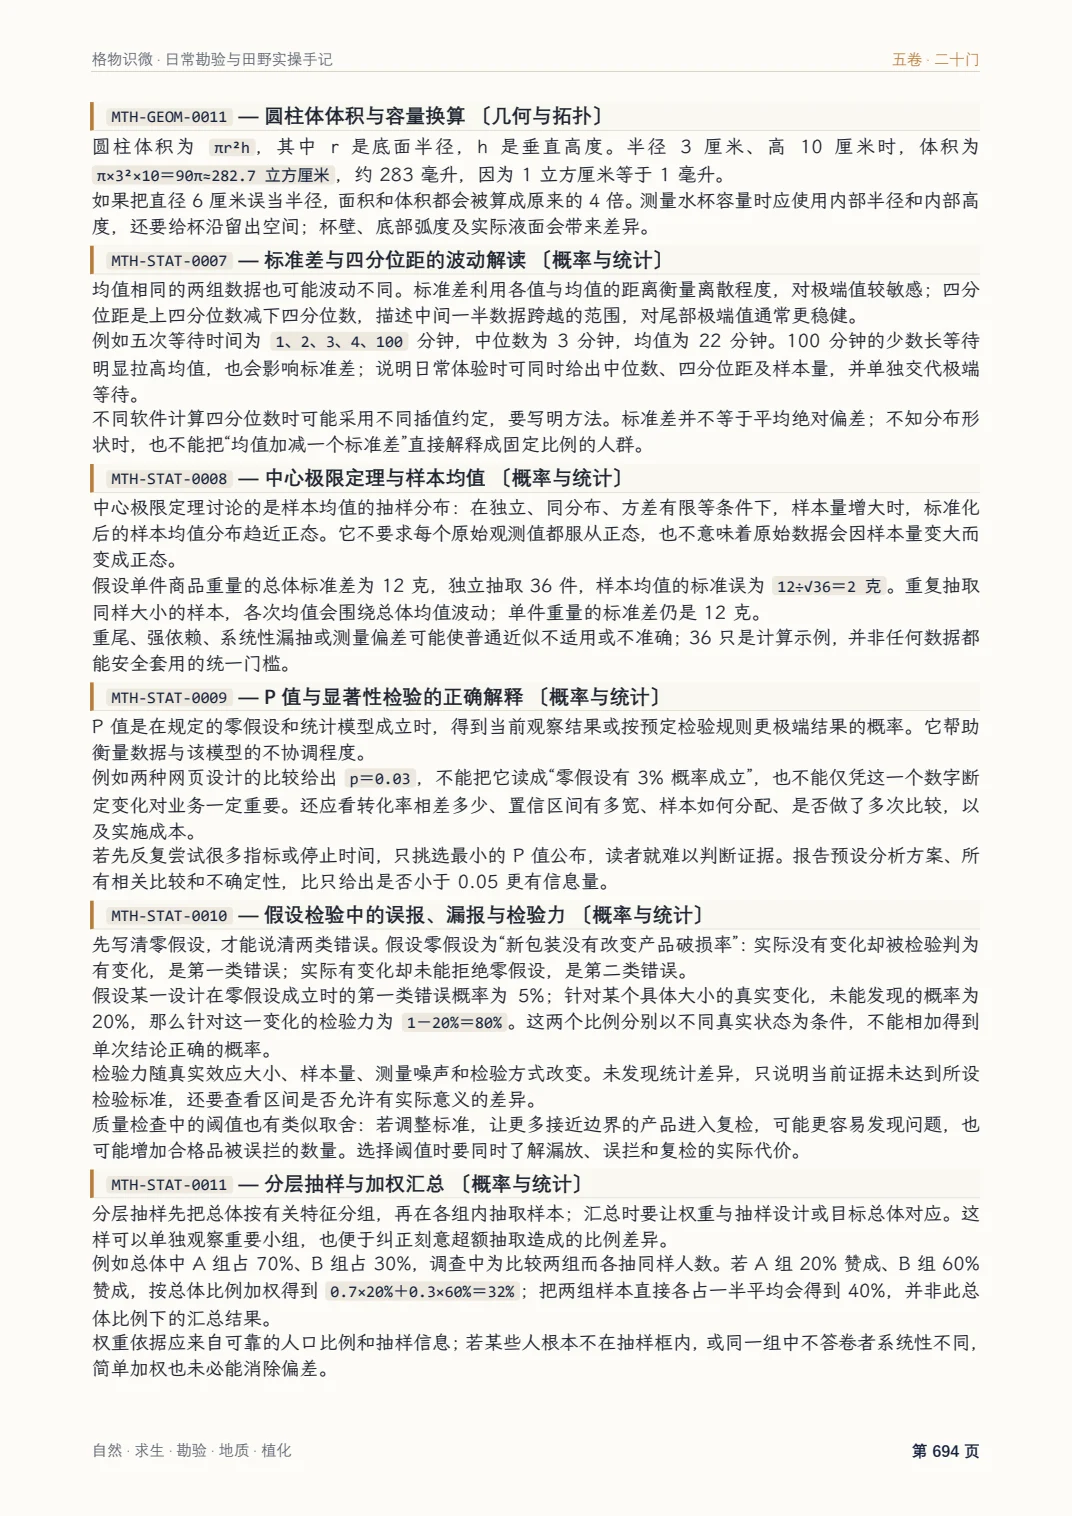 格物识微 · 日常勘验与田野实操手记
五卷 · 二十门
MTH-GEOM-0011 — 圆柱体体积与容量换算 〔几何与拓扑〕
圆柱体积为 πr²h，其中 r 是底面半径，h 是垂直高度。半径 3 厘米、高 10 厘米时，体积为
π×3²×10＝90π≈282.7 立方厘米，约 283 毫升，因为 1 立方厘米等于 1 毫升。
如果把直径 6 厘米误当半径，面积和体积都会被算成原来的 4 倍。测量水杯容量时应使用内部半径和内部高
度，还要给杯沿留出空间；杯壁、底部弧度及实际液面会带来差异。
MTH-STAT-0007 — 标准差与四分位距的波动解读 〔概率与统计〕
均值相同的两组数据也可能波动不同。标准差利用各值与均值的距离衡量离散程度，对极端值较敏感；四分
位距是上四分位数减下四分位数，描述中间一半数据跨越的范围，对尾部极端值通常更稳健。
例如五次等待时间为 1、2、3、4、100 分钟，中位数为 3 分钟，均值为 22 分钟。100 分钟的少数长等待
明显拉高均值，也会影响标准差；说明日常体验时可同时给出中位数、四分位距及样本量，并单独交代极端
等待。
不同软件计算四分位数时可能采用不同插值约定，要写明方法。标准差并不等于平均绝对偏差；不知分布形
状时，也不能把“均值加减一个标准差”直接解释成固定比例的人群。
MTH-STAT-0008 — 中心极限定理与样本均值 〔概率与统计〕
中心极限定理讨论的是样本均值的抽样分布：在独立、同分布、方差有限等条件下，样本量增大时，标准化
后的样本均值分布趋近正态。它不要求每个原始观测值都服从正态，也不意味着原始数据会因样本量变大而
变成正态。
假设单件商品重量的总体标准差为 12 克，独立抽取 36 件，样本均值的标准误为 12÷√36＝2 克。重复抽取
同样大小的样本，各次均值会围绕总体均值波动；单件重量的标准差仍是 12 克。
重尾、强依赖、系统性漏抽或测量偏差可能使普通近似不适用或不准确；36 只是计算示例，并非任何数据都
能安全套用的统一门槛。
MTH-STAT-0009 — P 值与显著性检验的正确解释 〔概率与统计〕
P 值是在规定的零假设和统计模型成立时，得到当前观察结果或按预定检验规则更极端结果的概率。它帮助
衡量数据与该模型的不协调程度。
例如两种网页设计的比较给出 p＝0.03，不能把它读成“零假设有 3% 概率成立”，也不能仅凭这一个数字断
定变化对业务一定重要。还应看转化率相差多少、置信区间有多宽、样本如何分配、是否做了多次比较，以
及实施成本。
若先反复尝试很多指标或停止时间，只挑选最小的 P 值公布，读者就难以判断证据。报告预设分析方案、所
有相关比较和不确定性，比只给出是否小于 0.05 更有信息量。
MTH-STAT-0010 — 假设检验中的误报、漏报与检验力 〔概率与统计〕
先写清零假设，才能说清两类错误。假设零假设为“新包装没有改变产品破损率”：实际没有变化却被检验判为
有变化，是第一类错误；实际有变化却未能拒绝零假设，是第二类错误。
假设某一设计在零假设成立时的第一类错误概率为 5%；针对某个具体大小的真实变化，未能发现的概率为
20%，那么针对这一变化的检验力为 1－20%＝80%。这两个比例分别以不同真实状态为条件，不能相加得到
单次结论正确的概率。
检验力随真实效应大小、样本量、测量噪声和检验方式改变。未发现统计差异，只说明当前证据未达到所设
检验标准，还要查看区间是否允许有实际意义的差异。
质量检查中的阈值也有类似取舍：若调整标准，让更多接近边界的产品进入复检，可能更容易发现问题，也
可能增加合格品被误拦的数量。选择阈值时要同时了解漏放、误拦和复检的实际代价。
MTH-STAT-0011 — 分层抽样与加权汇总 〔概率与统计〕
分层抽样先把总体按有关特征分组，再在各组内抽取样本；汇总时要让权重与抽样设计或目标总体对应。这
样可以单独观察重要小组，也便于纠正刻意超额抽取造成的比例差异。
例如总体中 A 组占 70%、B 组占 30%，调查中为比较两组而各抽同样人数。若 A 组 20% 赞成、B 组 60%
赞成，按总体比例加权得到 0.7×20%＋0.3×60%＝32%；把两组样本直接各占一半平均会得到 40%，并非此总
体比例下的汇总结果。
权重依据应来自可靠的人口比例和抽样信息；若某些人根本不在抽样框内，或同一组中不答卷者系统性不同，
简单加权也未必能消除偏差。
自然 · 求生 · 勘验 · 地质 · 植化
第 694 页